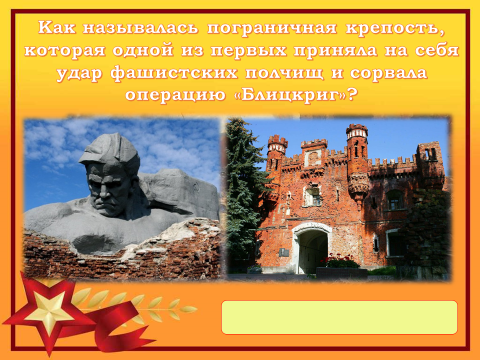 Как называлась пограничная крепость,
которая одной из первых приняла на себя
удар фашистских полчищ и сорвала
операцию «Блицкриг»?